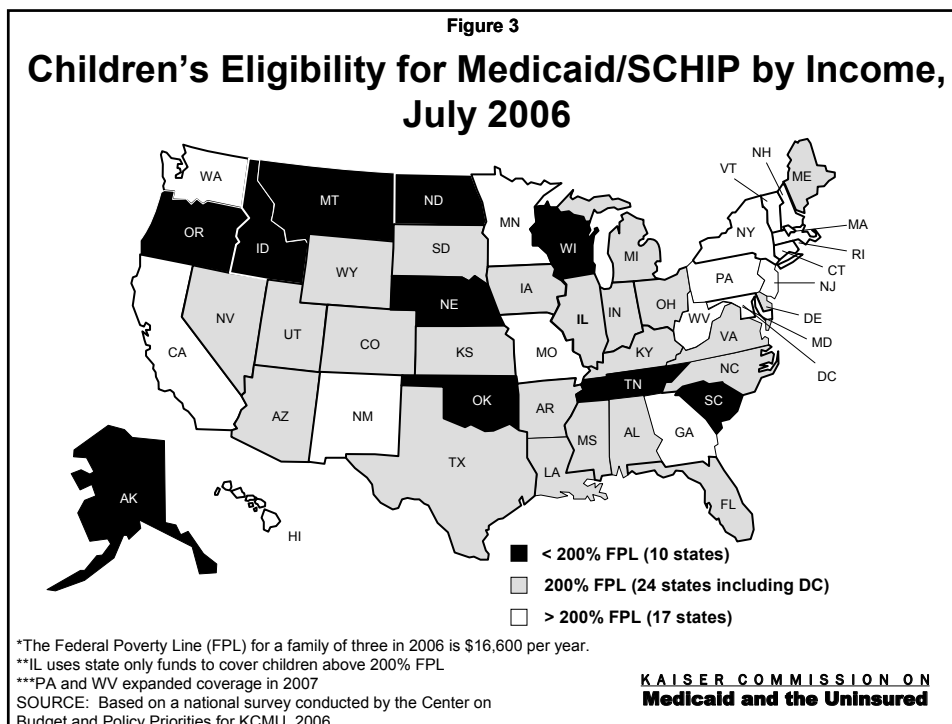 Figure 3
Children's Eligibility for Medicaid/SCHIP by Income,
July 2006
WA
OR
ID
MT
ND
SD
WY
NE
NV
UT
CO
KS
CA
AZ
NM
OK
TX
MN
IA
MO
AR
LA
WI
IL
MI
IN
OH
KY
TN
MS
AL
GA
FL
SC
NC
VA
WV
PA
NY
VT
NH
ME
MA
RI
CT
NJ
DE
MD
DC
AK
HI
< 200% FPL (10 states)
200% FPL (24 states including DC)
> 200% FPL (17 states)
*The Federal Poverty Line (FPL) for a family of three in 2006 is $16,600 per year.
**IL uses state only funds to cover children above 200% FPL
***PA and WV expanded coverage in 2007
SOURCE: Based on a national survey conducted by the Center on
Budget and Policy Priorities for KCMU, 2006
KAISER COMMISSION ON
Medicaid and the Uninsured